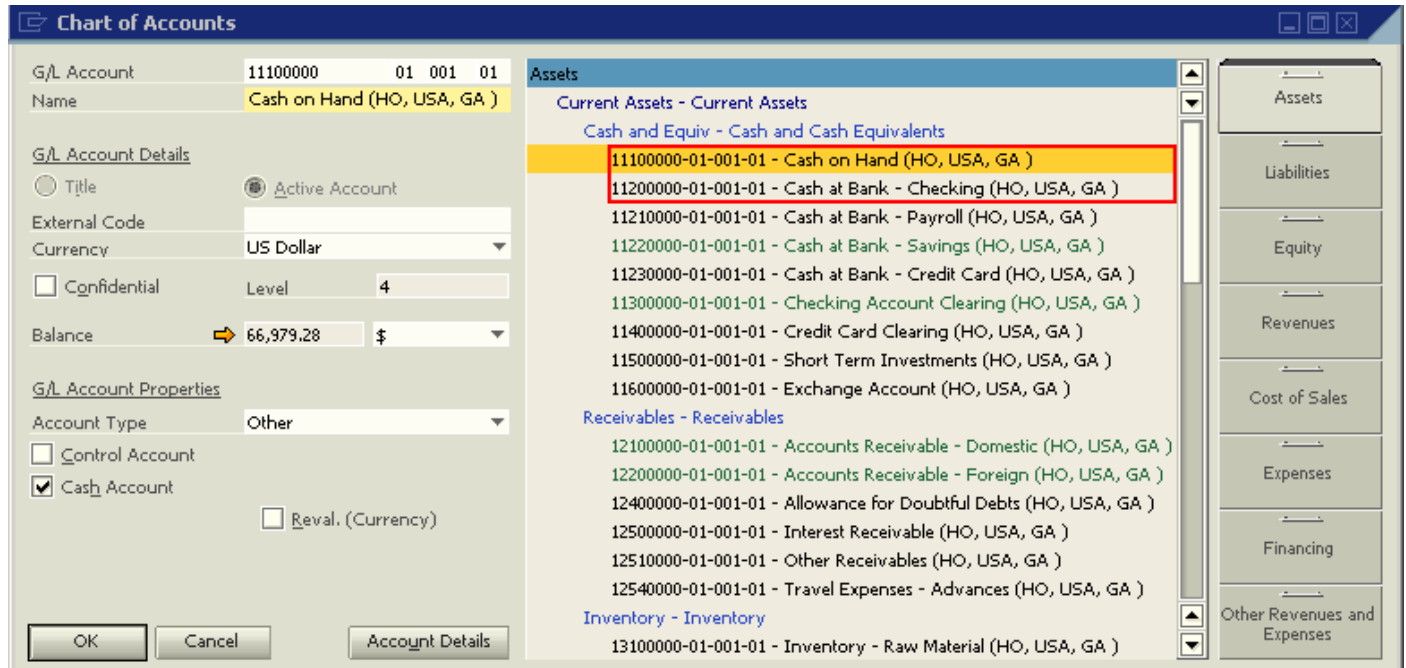 Chart of Accounts
G/L Account 11100000 01 001 01
Name Cash on Hand (HO, USA, GA )
G/L Account Details
Title Active Account
External Code
Currency US Dollar
Confidential Level 4
Balance 66,979.28 $
G/L Account Properties
Account Type Other
Control Account
Cash Account
Reval. (Currency)
OK Cancel Account Details
Assets
Current Assets - Current Assets
Cash and Equiv - Cash and Cash Equivalents
11100000-01-001-01 - Cash on Hand (HO, USA, GA )
11200000-01-001-01 - Cash at Bank - Checking (HO, USA, GA )
11210000-01-001-01 - Cash at Bank - Payroll (HO, USA, GA )
11220000-01-001-01 - Cash at Bank - Savings (HO, USA, GA )
11230000-01-001-01 - Cash at Bank - Credit Card (HO, USA, GA )
11300000-01-001-01 - Checking Account Clearing (HO, USA, GA )
11400000-01-001-01 - Credit Card Clearing (HO, USA, GA )
11500000-01-001-01 - Short Term Investments (HO, USA, GA )
11600000-01-001-01 - Exchange Account (HO, USA, GA )
Receivables - Receivables
12100000-01-001-01 - Accounts Receivable - Domestic (HO, USA, GA )
12200000-01-001-01 - Accounts Receivable - Foreign (HO, USA, GA )
12400000-01-001-01 - Allowance for Doubtful Debts (HO, USA, GA )
12500000-01-001-01 - Interest Receivable (HO, USA, GA )
12510000-01-001-01 - Other Receivables (HO, USA, GA )
12540000-01-001-01 - Travel Expenses - Advances (HO, USA, GA )
Inventory - Inventory
13100000-01-001-01 - Inventory - Raw Material (HO, USA, GA )
Assets
Liabilities
Equity
Revenues
Cost of Sales
Expenses
Financing
Other Revenues and
Expenses